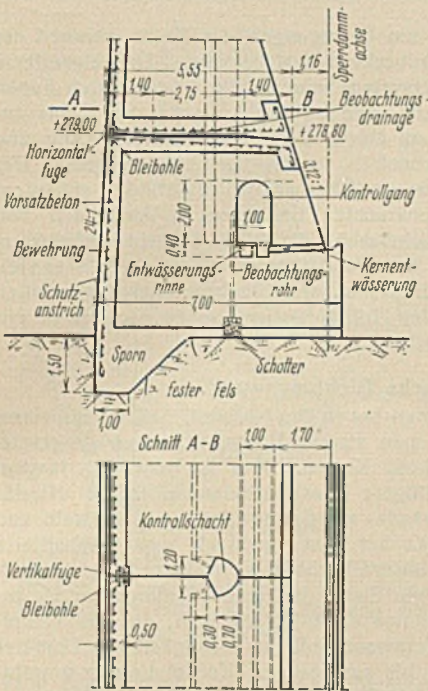 5,55
1,16
Sperrdamm-
achse
A
1,40
2,75
1,40
B
Beobachtungs-
drainage
+279,00
+278,80
Horizontal-
fuge
Bleibohle
3,12:1
Kontrollgang
Vorsatzbeton
24:1
2,00
1,00
Bewehrung
0,40
Entwässerungs-
rinne
Beobachtungs-
rohr
Kernent-
wässerung
Schutz-
anstrich
7,00
1,50
Sporn
Schotter
fester Fels
1,00
Schnitt A-B
1,00
1,70
Kontrollschacht
1,20
Vertikalfuge
Bleibohle
0,50
0,30
0,70